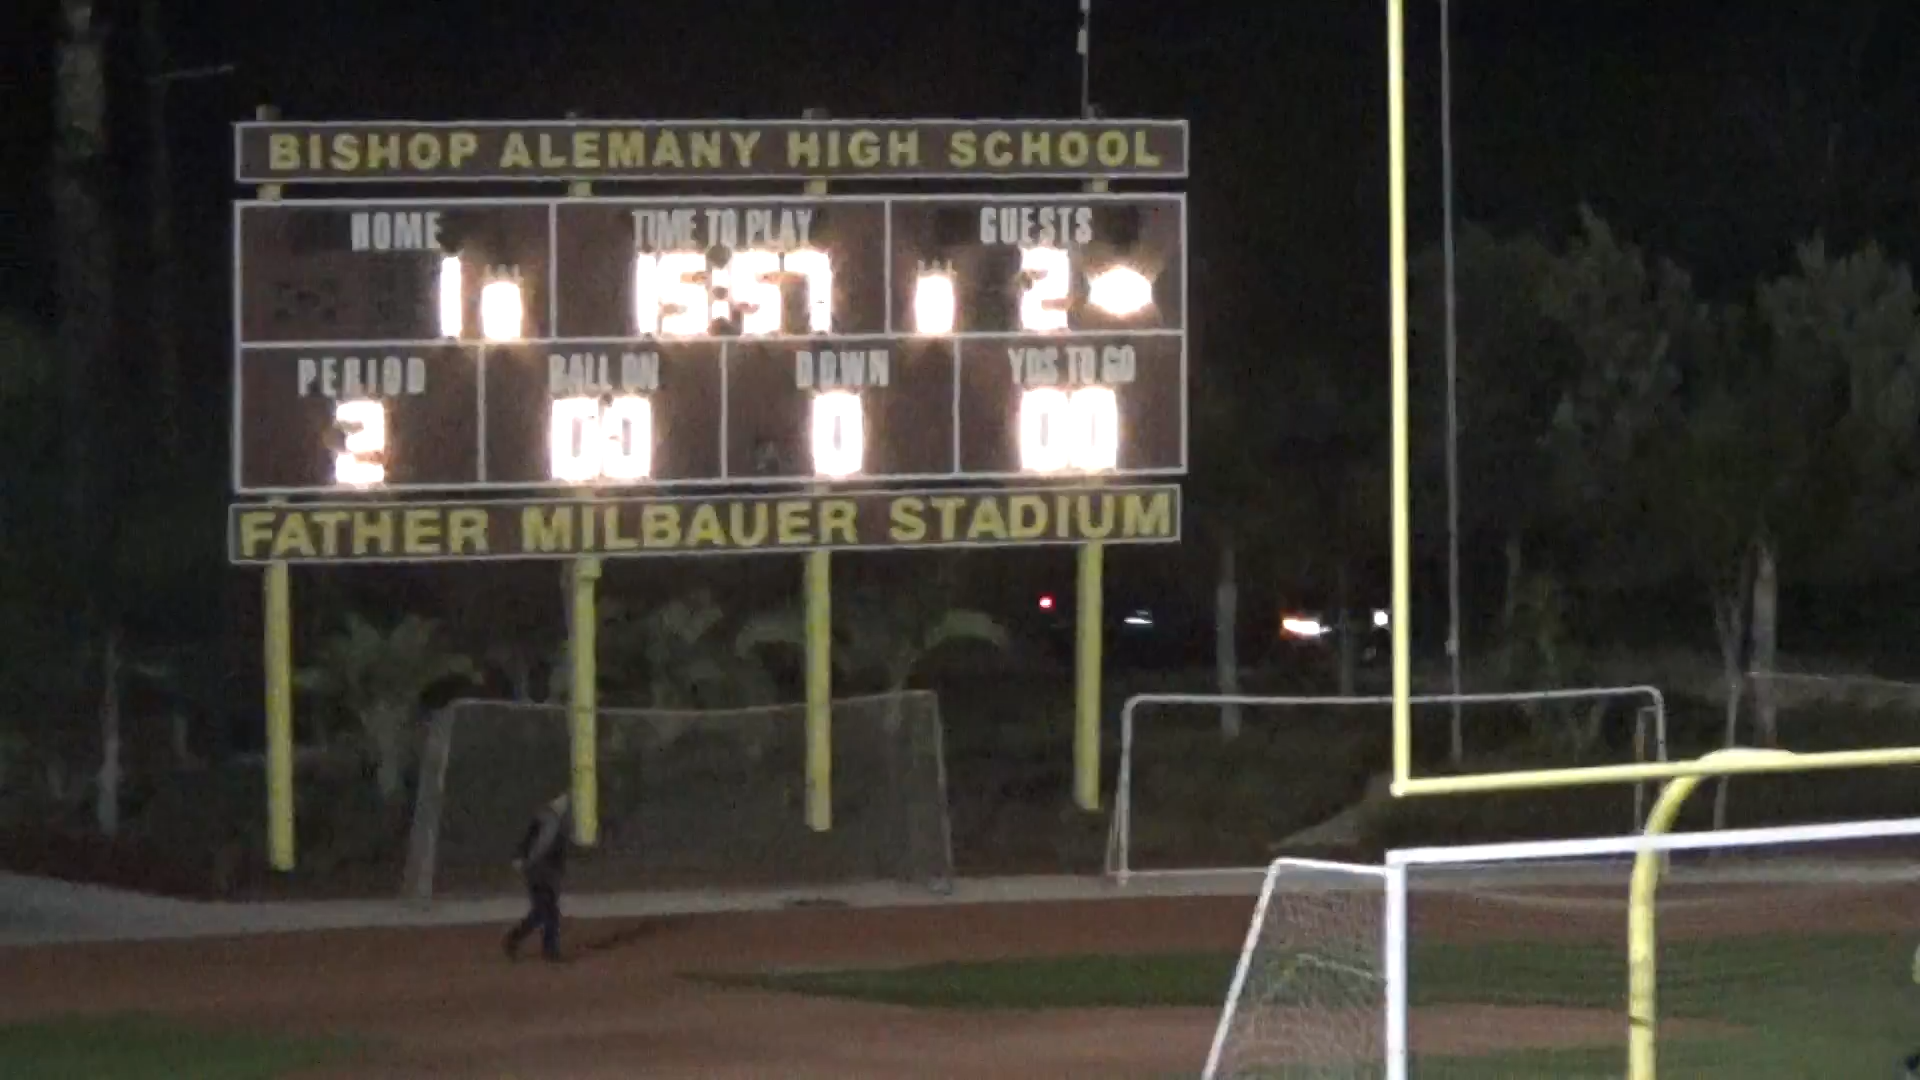 BISHOP ALEMANY HIGH SCHOOL
HOME TIME TO PLAY GUESTS
1 15:57 2
PERIOD BALL ON DOWN YDS TO GO
2 00 0 00
FATHER MILBAUER STADIUM